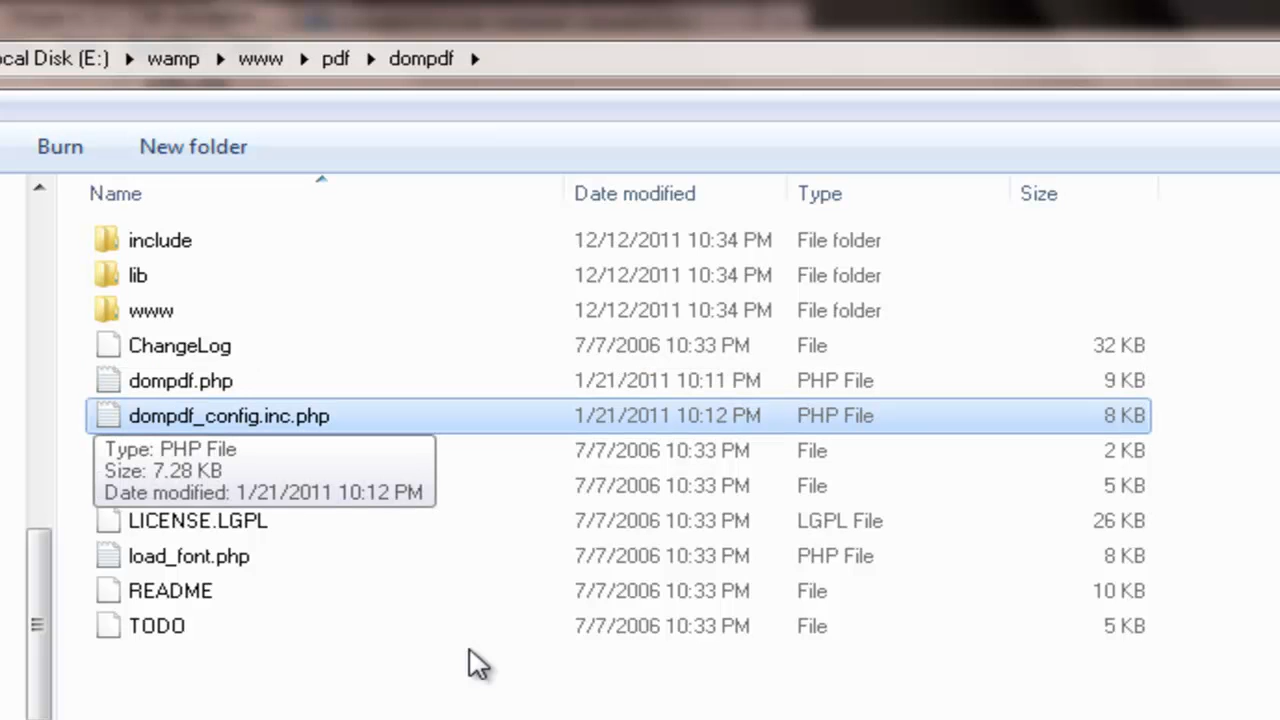 ocal Disk (E:) wamp www pdf dompdf
Burn New folder
Name Date modified Type Size
include 12/12/2011 10:34 PM File folder
lib 12/12/2011 10:34 PM File folder
www 12/12/2011 10:34 PM File folder
ChangeLog 7/7/2006 10:33 PM File 32 KB
dompdf.php 1/21/2011 10:11 PM PHP File 9 KB
dompdf_config.inc.php 1/21/2011 10:12 PM PHP File 8 KB
Type: PHP File
7/7/2006 10:33 PM File 2 KB
Size: 7.28 KB
7/7/2006 10:33 PM File 5 KB
Date modified: 1/21/2011 10:12 PM
LICENSE.LGPL 7/7/2006 10:33 PM LGPL File 26 KB
load_font.php 7/7/2006 10:33 PM PHP File 8 KB
README 7/7/2006 10:33 PM File 10 KB
TODO 7/7/2006 10:33 PM File 5 KB